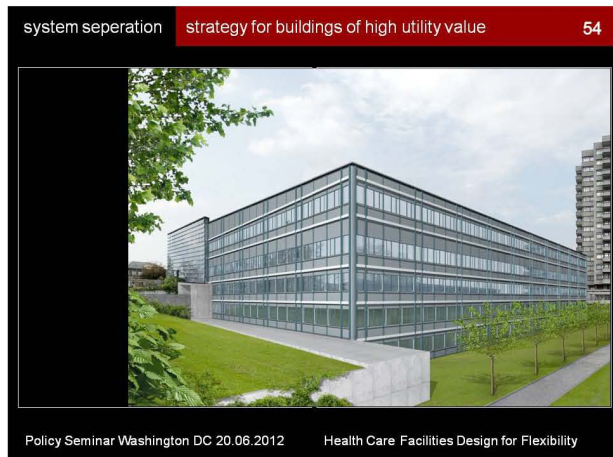 system seperation strategy for buildings of high utility value 54
Policy Seminar Washington DC 20.06.2012 Health Care Facilities Design for Flexibility